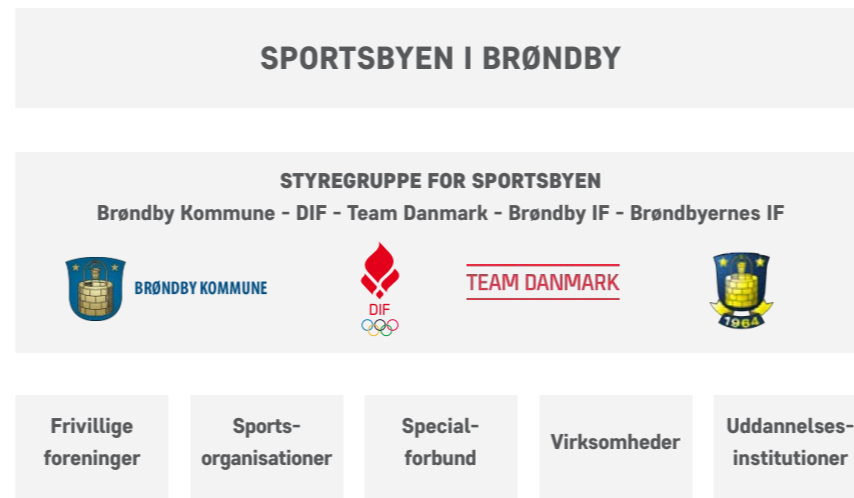 SPORTSBYEN I BRØNDBY
STYREGRUPPE FOR SPORTSBYEN
Brøndby Kommune - DIF - Team Danmark - Brøndby IF - Brøndbyernes IF
BRØNDBY KOMMUNE
DIF
TEAM DANMARK
1964
Frivillige
foreninger
Sports-
organisationer
Special-
forbund
Virksomheder
Uddannelses-
institutioner